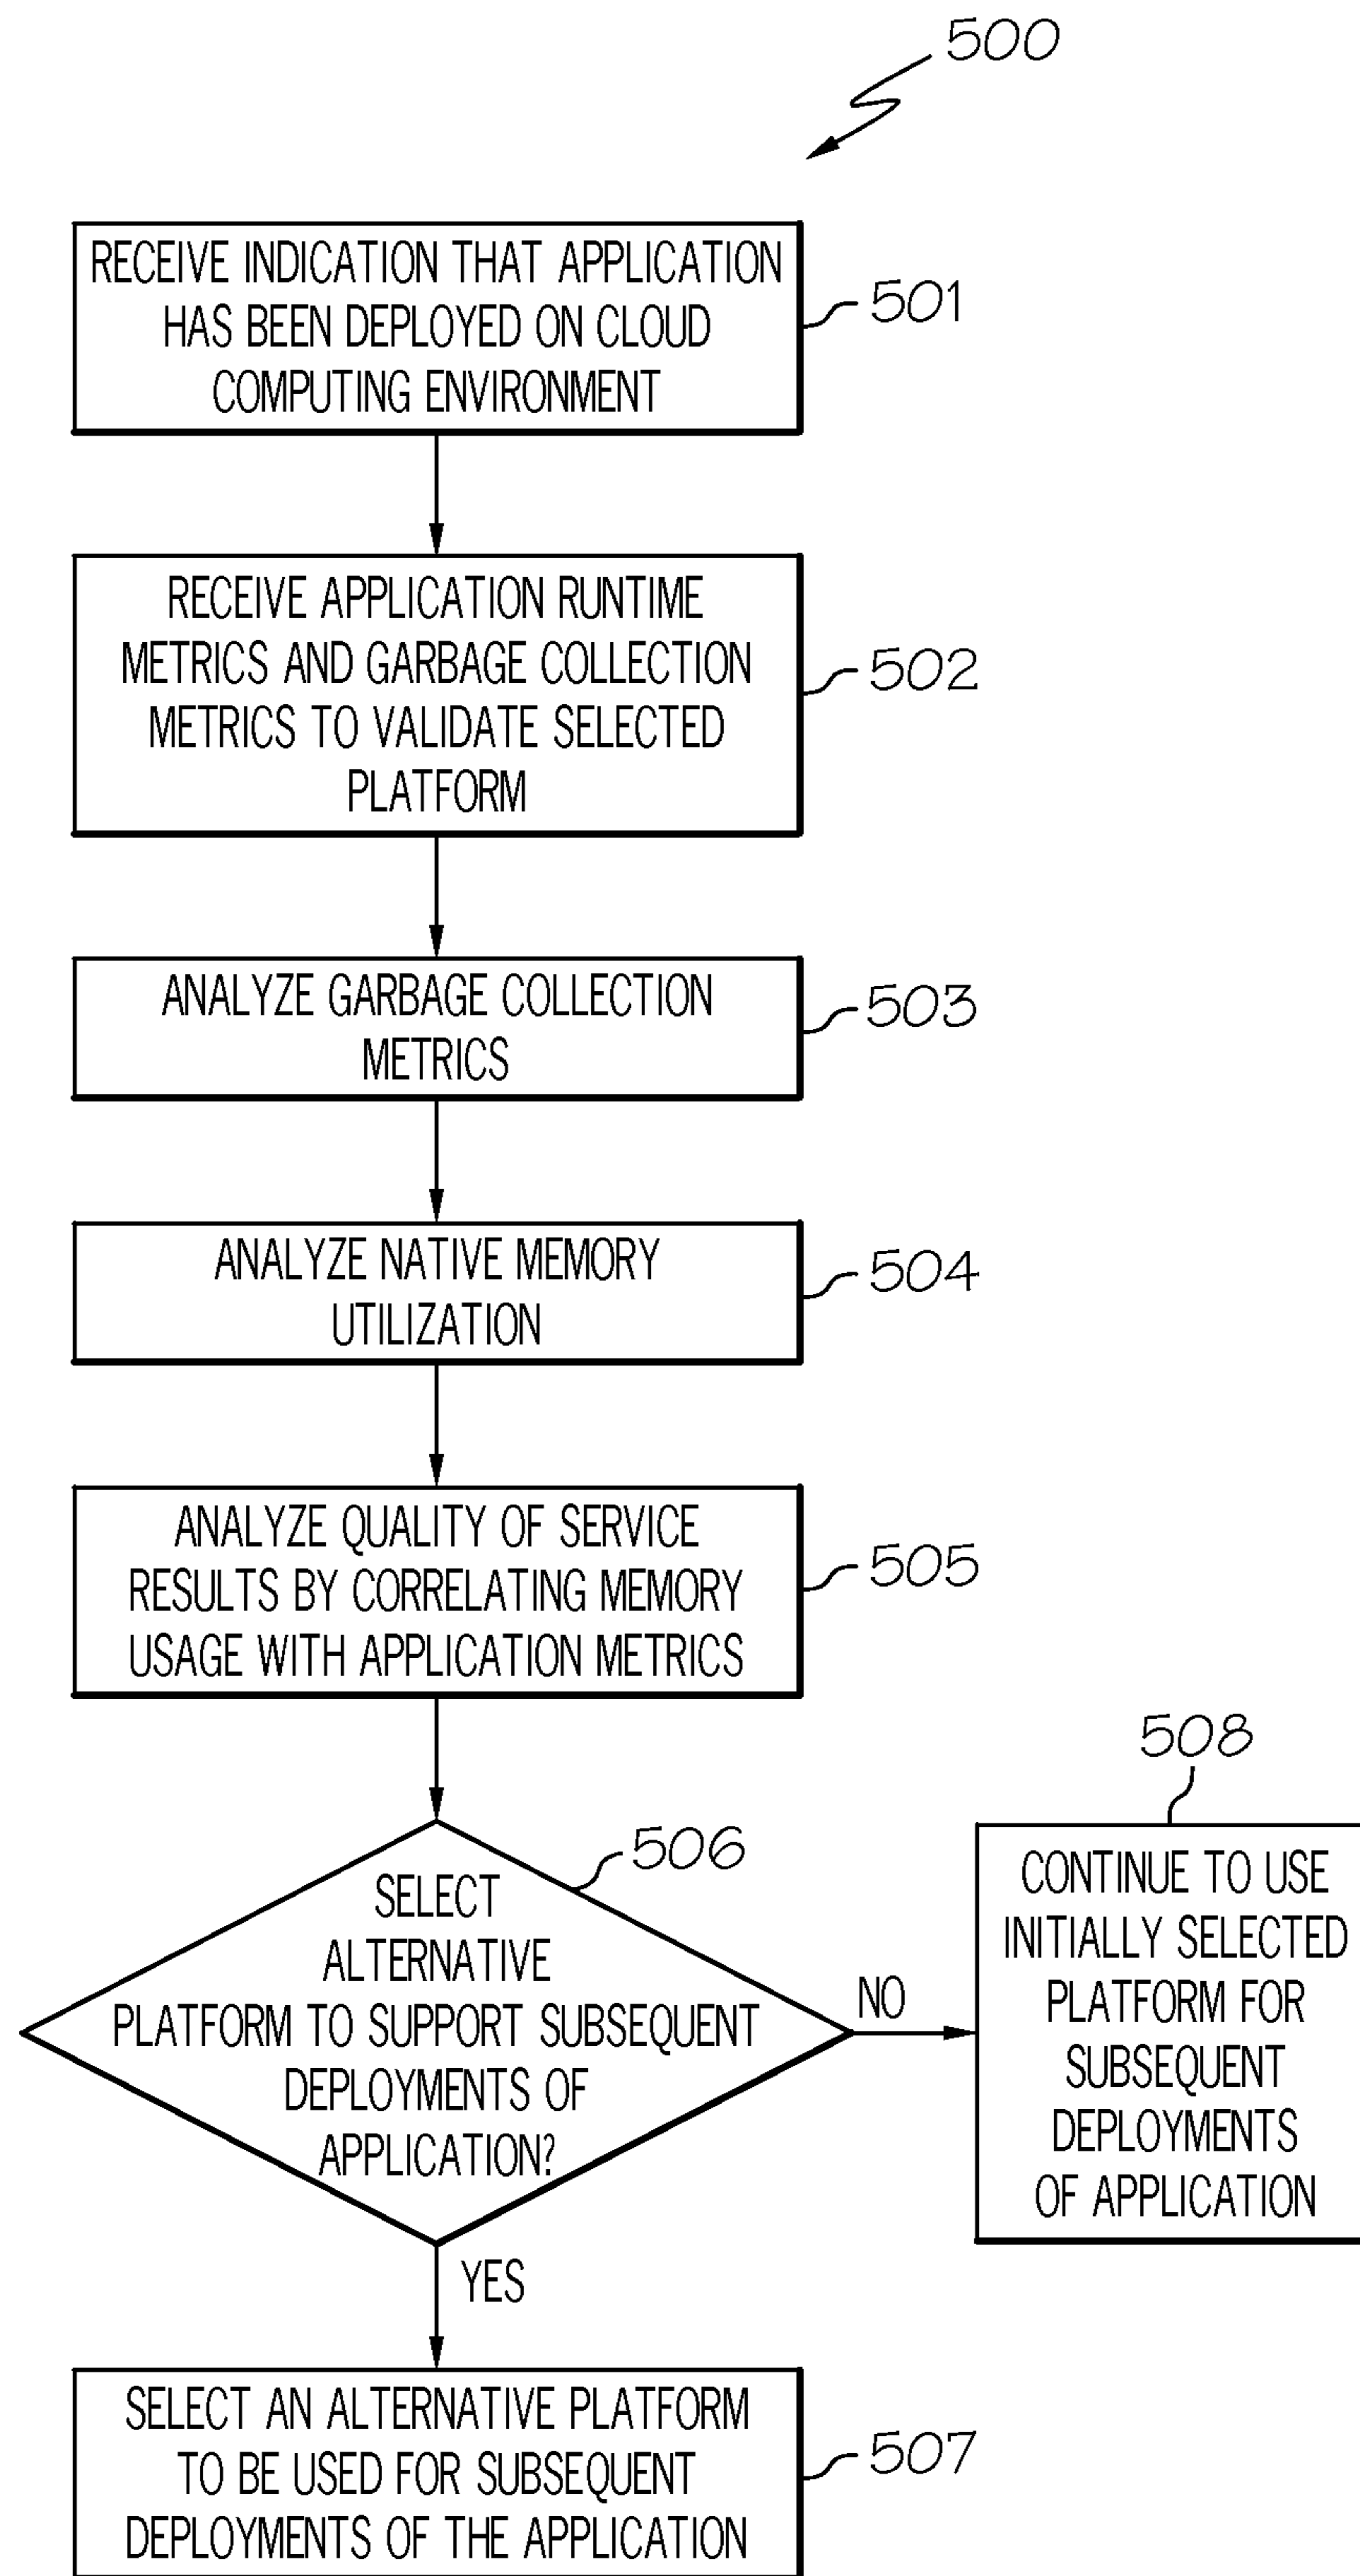 500
RECEIVE INDICATION THAT APPLICATION
HAS BEEN DEPLOYED ON CLOUD
COMPUTING ENVIRONMENT
501
RECEIVE APPLICATION RUNTIME
METRICS AND GARBAGE COLLECTION
METRICS TO VALIDATE SELECTED
PLATFORM
502
ANALYZE GARBAGE COLLECTION
METRICS
503
ANALYZE NATIVE MEMORY
UTILIZATION
504
ANALYZE QUALITY OF SERVICE
RESULTS BY CORRELATING MEMORY
USAGE WITH APPLICATION METRICS
505
SELECT
ALTERNATIVE
PLATFORM TO SUPPORT SUBSEQUENT
DEPLOYMENTS OF
APPLICATION?
506
NO
508
CONTINUE TO USE
INITIALLY SELECTED
PLATFORM FOR
SUBSEQUENT
DEPLOYMENTS
OF APPLICATION
YES
SELECT AN ALTERNATIVE PLATFORM
TO BE USED FOR SUBSEQUENT
DEPLOYMENTS OF THE APPLICATION
507